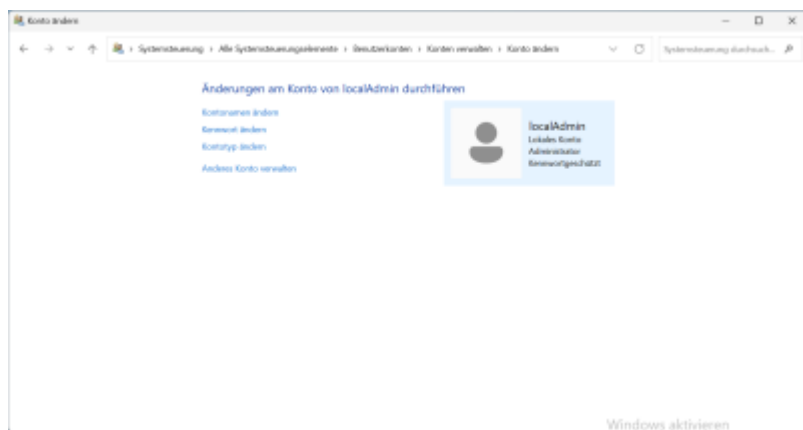 Konto ändern
Systemsteuerung › Alle Systemsteuerungselemente › Benutzerkonten › Konten verwalten › Konto ändern
Systemsteuerung durchsuch...
Änderungen am Konto von localAdmin durchführen
Kontonamen ändern
Kennwort ändern
Kontotyp ändern
Anderes Konto verwalten
localAdmin
Lokales Konto
Administrator
Kennwortgeschützt
Windows aktivieren